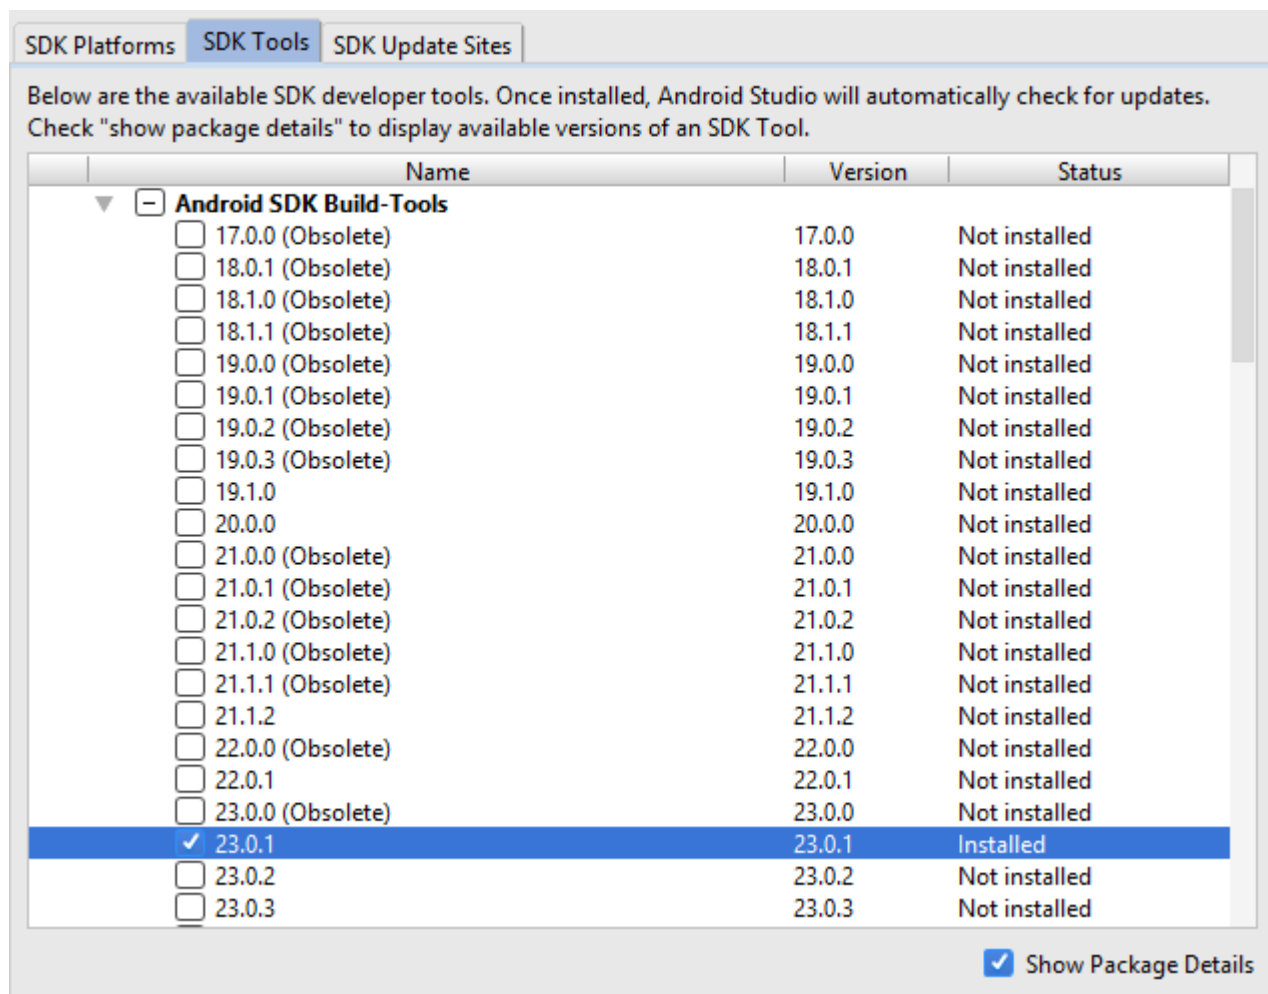 SDK Platforms SDK Tools SDK Update Sites
Below are the available SDK developer tools. Once installed, Android Studio will automatically check for updates.
Check "show package details" to display available versions of an SDK Tool.
Name Version Status
Android SDK Build-Tools
17.0.0 (Obsolete) 17.0.0 Not installed
18.0.1 (Obsolete) 18.0.1 Not installed
18.1.0 (Obsolete) 18.1.0 Not installed
18.1.1 (Obsolete) 18.1.1 Not installed
19.0.0 (Obsolete) 19.0.0 Not installed
19.0.1 (Obsolete) 19.0.1 Not installed
19.0.2 (Obsolete) 19.0.2 Not installed
19.0.3 (Obsolete) 19.0.3 Not installed
19.1.0 19.1.0 Not installed
20.0.0 20.0.0 Not installed
21.0.0 (Obsolete) 21.0.0 Not installed
21.0.1 (Obsolete) 21.0.1 Not installed
21.0.2 (Obsolete) 21.0.2 Not installed
21.1.0 (Obsolete) 21.1.0 Not installed
21.1.1 (Obsolete) 21.1.1 Not installed
21.1.2 21.1.2 Not installed
22.0.0 (Obsolete) 22.0.0 Not installed
22.0.1 22.0.1 Not installed
23.0.0 (Obsolete) 23.0.0 Not installed
23.0.1 23.0.1 Installed
23.0.2 23.0.2 Not installed
23.0.3 23.0.3 Not installed
Show Package Details